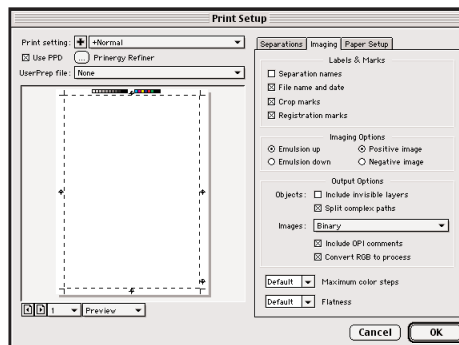 Print Setup
Print setting: +Normal
Use PPD ... Prinergy Refiner
UserPrep file: None
1 Preview
Separations Imaging Paper Setup
Labels & Marks
Separation names
File name and date
Crop marks
Registration marks
Imaging Options
Emulsion up Positive image
Emulsion down Negative image
Output Options
Objects: Include invisible layers
Split complex paths
Images: Binary
Include OPI comments
Convert RGB to process
Default Maximum color steps
Default Flatness
Cancel OK